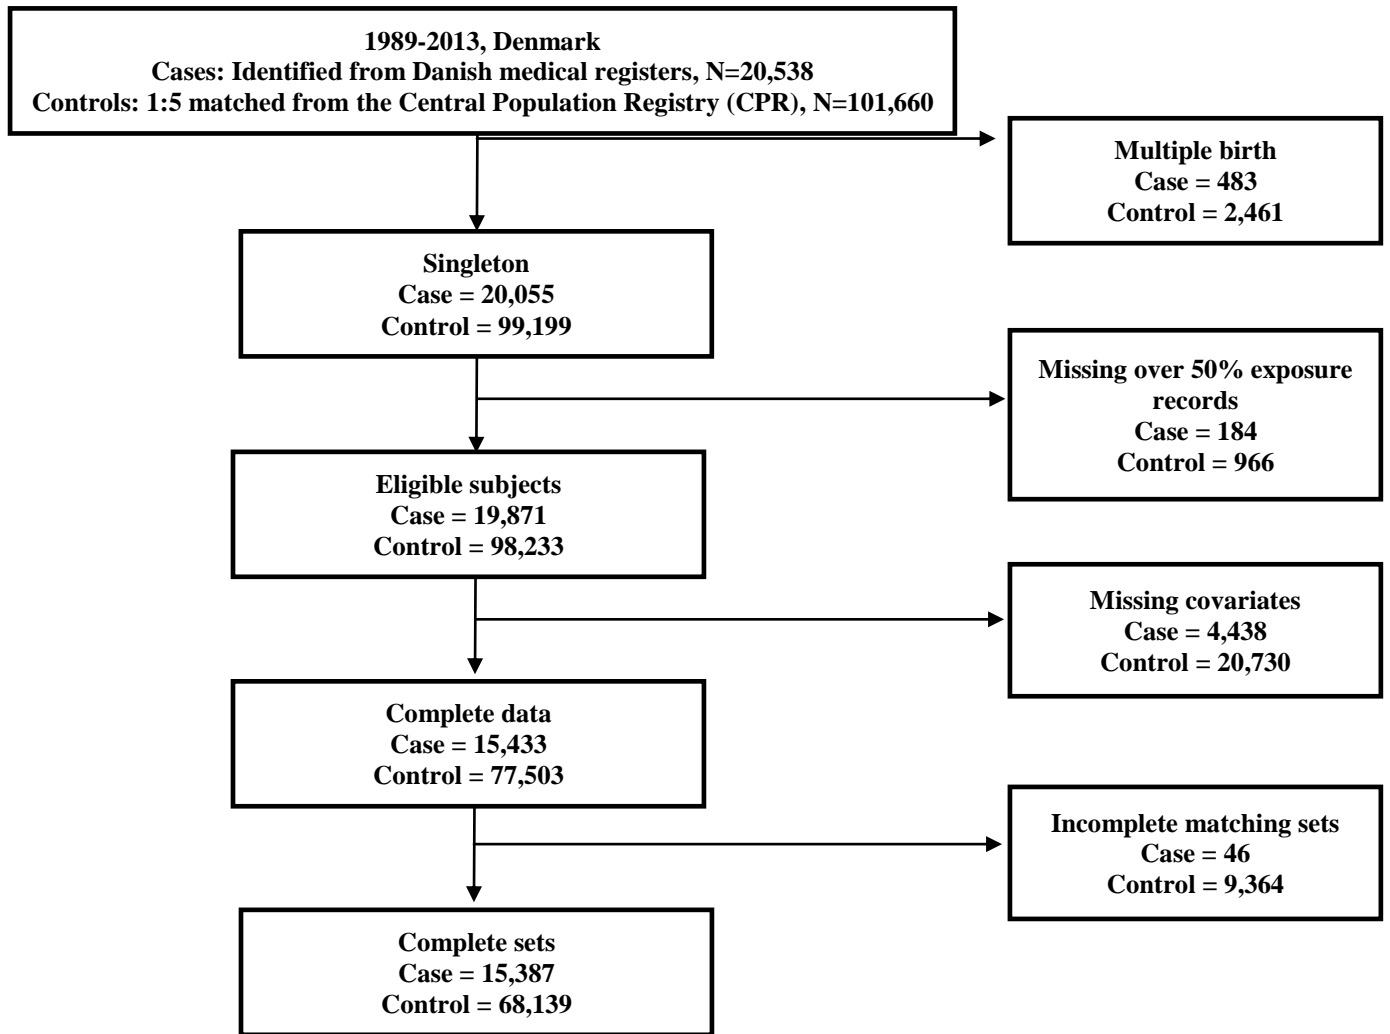 1989-2013, Denmark
Cases: Identified from Danish medical registers, N=20,538
Controls: 1:5 matched from the Central Population Registry (CPR), N=101,660
Multiple birth
Case = 483
Control = 2,461
Singleton
Case = 20,055
Control = 99,199
Missing over 50% exposure
records
Case = 184
Control = 966
Eligible subjects
Case = 19,871
Control = 98,233
Missing covariates
Case = 4,438
Control = 20,730
Complete data
Case = 15,433
Control = 77,503
Incomplete matching sets
Case = 46
Control = 9,364
Complete sets
Case = 15,387
Control = 68,139